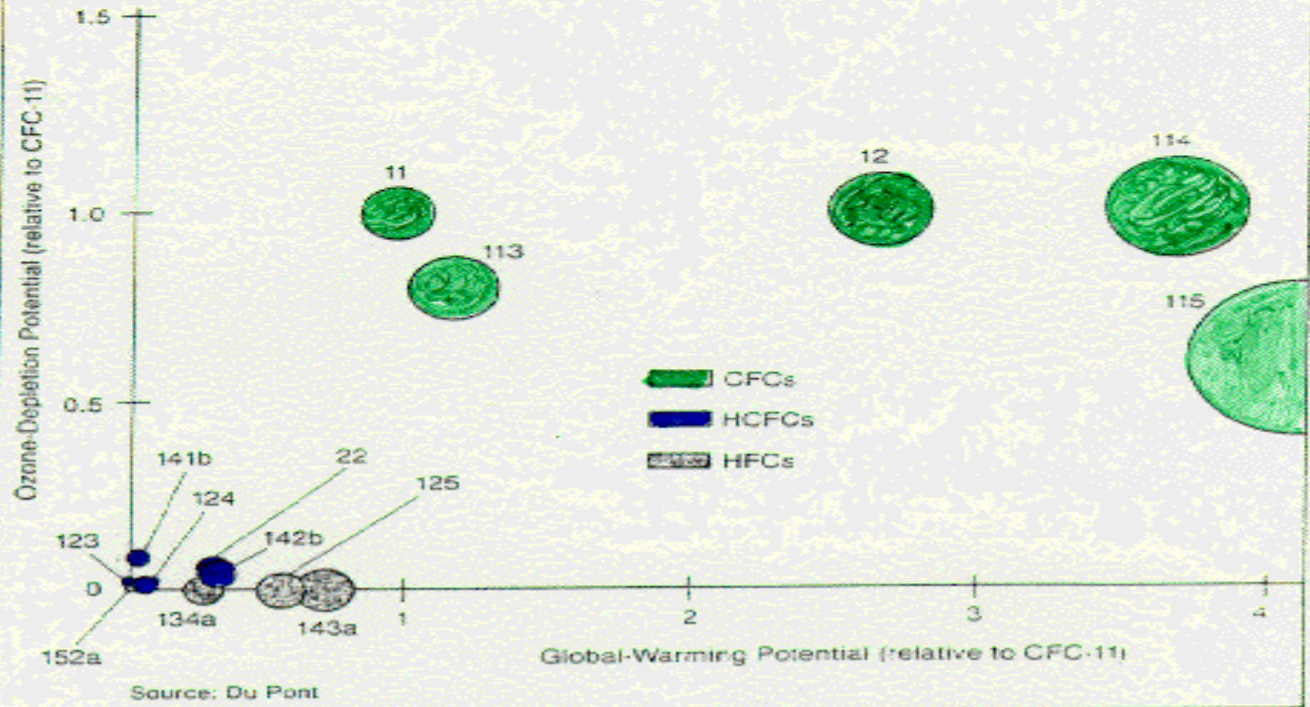 1.5
Ozone-Depletion Potential (relative to CFC-11)
114
12
11
1.0
113
115
CFCs
0.5
HCFCs
HFCs
141b
22
125
124
123
142b
0
134a
143a
1
2
3
4
152a
Global-Warming Potential (relative to CFC-11)
Source: Du Pont